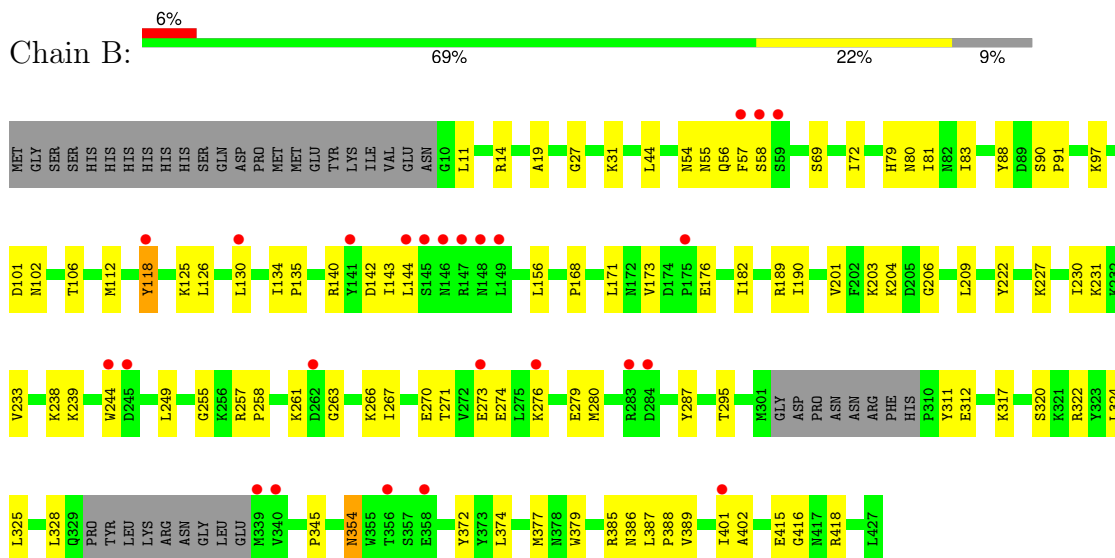 6%
Chain B:
69% 22% 9%
MET GLY SER SER HIS HIS HIS HIS HIS HIS SER GLN ASP PRO MET MET GLU TYR LYS ILE VAL GLU ASN G10 L11 R14 A19 G27 K31 L44 N54 N55 Q56 F57 S58 S59 S69 I72 H79 N80 I81 N82 I83 Y88 D89 S90 P91 K97
D101 N102 T106 M112 Y118 K125 L126 L130 I134 P135 R140 Y141 D142 I143 L144 S145 N146 R147 N148 L149 L156 P168 L171 N172 V173 D174 P175 E176 I182 R189 I190 V201 F202 K203 K204 D205 G206 L209 Y222 K227 I230 K231 K232
V233 K238 K239 W244 D245 L249 G255 K256 R257 P258 K261 D262 G263 K266 I267 E270 T271 V272 E273 E274 L275 K276 E279 M280 R283 D284 Y287 T295 M301 GLY ASP PRO ASN ASN ARG PHE HIS P310 Y311 E312 K317 S320 K321 R322 Y323 L324
L325 L328 Q329 PRO TYR LEU LYS ARG ASN GLY LEU GLU M339 V340 P345 N354 W355 T356 S357 E358 Y372 Y373 L374 M377 N378 W379 R385 N386 L387 P388 V389 I401 A402 E415 G416 N417 R418 L427